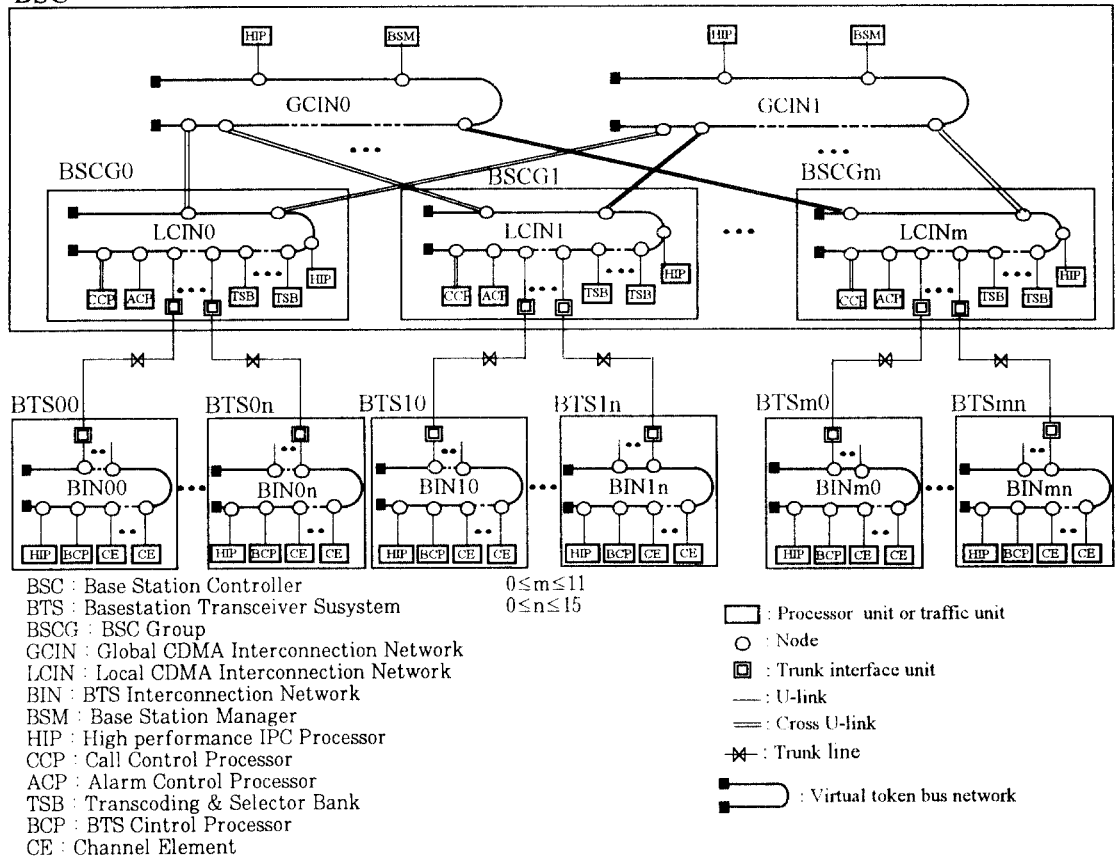 BSC
HIP BSM HIP BSM
GCIN0 GCIN1
BSCG0 BSCG1 BSCGm
LCIN0 LCIN1 LCINm
HIP HIP HIP
CCP ACP TSB TSB CCP ACP TSB TSB CCP ACP TSB TSB
BTS00 BTS0n BTS10 BTS1n BTSm0 BTSmn
BIN00 BIN0n BIN10 BIN1n BINm0 BINmn
HIP BCP CE CE HIP BCP CE CE HIP BCP CE CE HIP BCP CE CE HIP BCP CE CE HIP BCP CE CE
BSC : Base Station Controller 0≤m≤11
BTS : Basestation Transceiver Susystem 0≤n≤15
BSCG : BSC Group
GCIN : Global CDMA Interconnection Network
LCIN : Local CDMA Interconnection Network
BIN : BTS Interconnection Network
BSM : Base Station Manager
HIP : High performance IPC Processor
CCP : Call Control Processor
ACP : Alarm Control Processor
TSB : Transcoding & Selector Bank
BCP : BTS Cintrol Processor
CE : Channel Element
: Processor unit or traffic unit
: Node
: Trunk interface unit
: U-link
: Cross U-link
: Trunk line
: Virtual token bus network